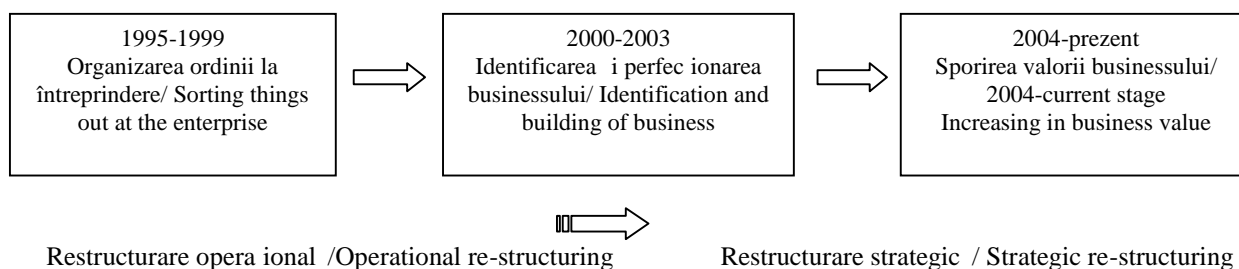 1995-1999
Organizarea ordinii la
întreprindere/ Sorting things
out at the enterprise
2000-2003
Identificarea i perfec ionarea
businessului/ Identification and
building of business
2004-prezent
Sporirea valorii businessului/
2004-current stage
Increasing in business value
Restructurare opera ional /Operational re-structuring
Restructurare strategic / Strategic re-structuring